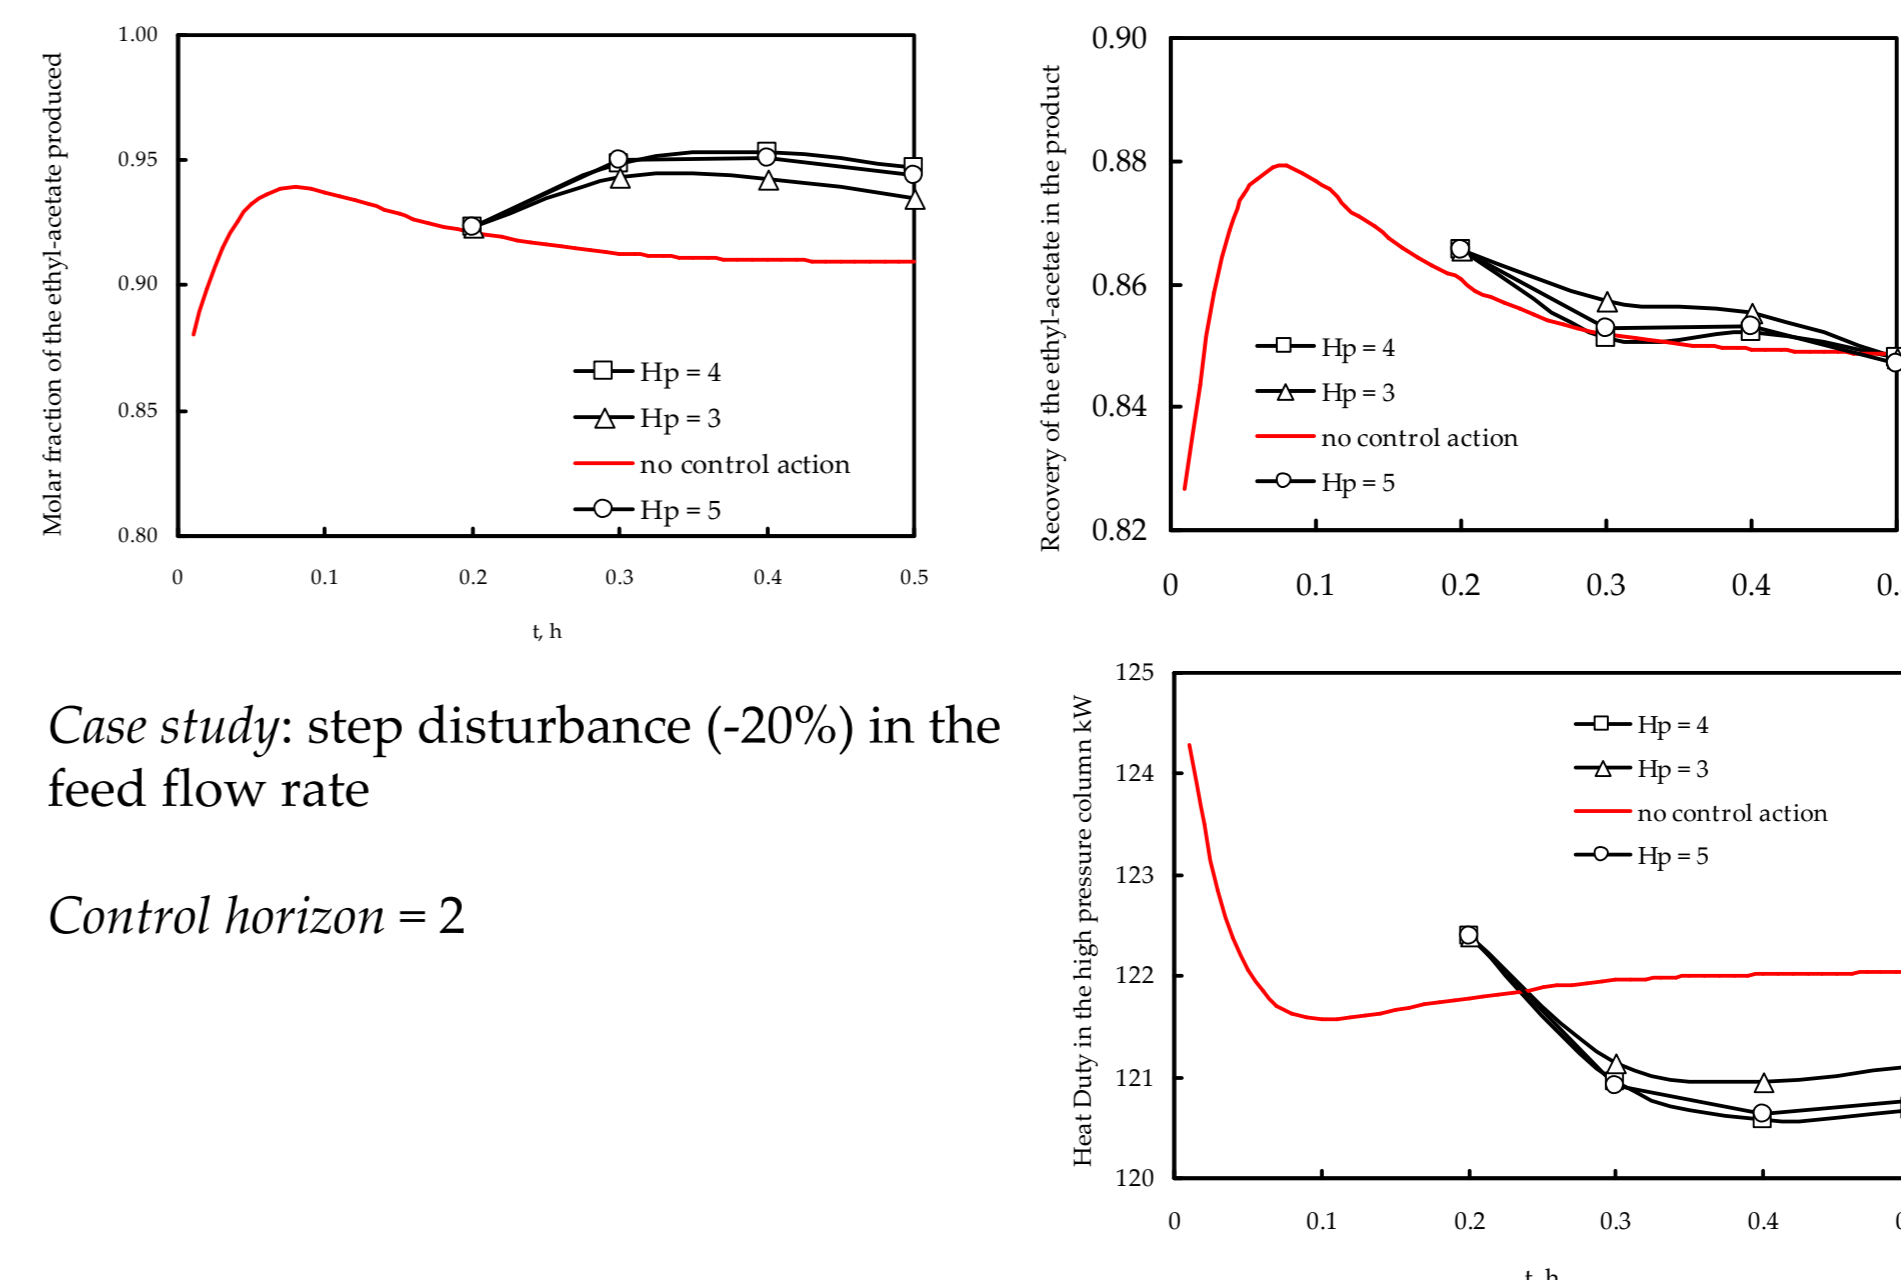 Molar fraction of the ethyl-acetate produced
1.00
0.95
0.90
0.85
0.80
Hp = 4
Hp = 3
no control action
Hp = 5
0 0.1 0.2 0.3 0.4 0.5
t, h
Recovery of the ethyl-acetate in the product
0.90
0.88
0.86
0.84
0.82
Hp = 4
Hp = 3
no control action
Hp = 5
0 0.1 0.2 0.3 0.4 0.
Case study: step disturbance (-20%) in the
feed flow rate
Control horizon = 2
Heat Duty in the high pressure column kW
125
124
123
122
121
120
Hp = 4
Hp = 3
no control action
Hp = 5
0 0.1 0.2 0.3 0.4
t, h